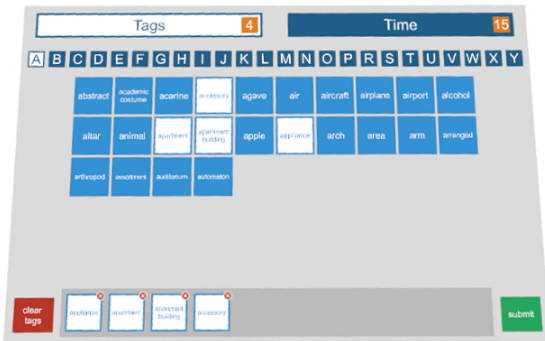 Tags 4 Time 15
A B C D E F G H I J K L M N O P R S T U V W X Y
abstract academic costume acarine accessory agave air aircraft airplane airport alcohol
altar animal apartment apartment building apple appliance arch area arm arranged
arthropod assortment auditorium automaton
clear tags appliance apartment apartment building accessory submit